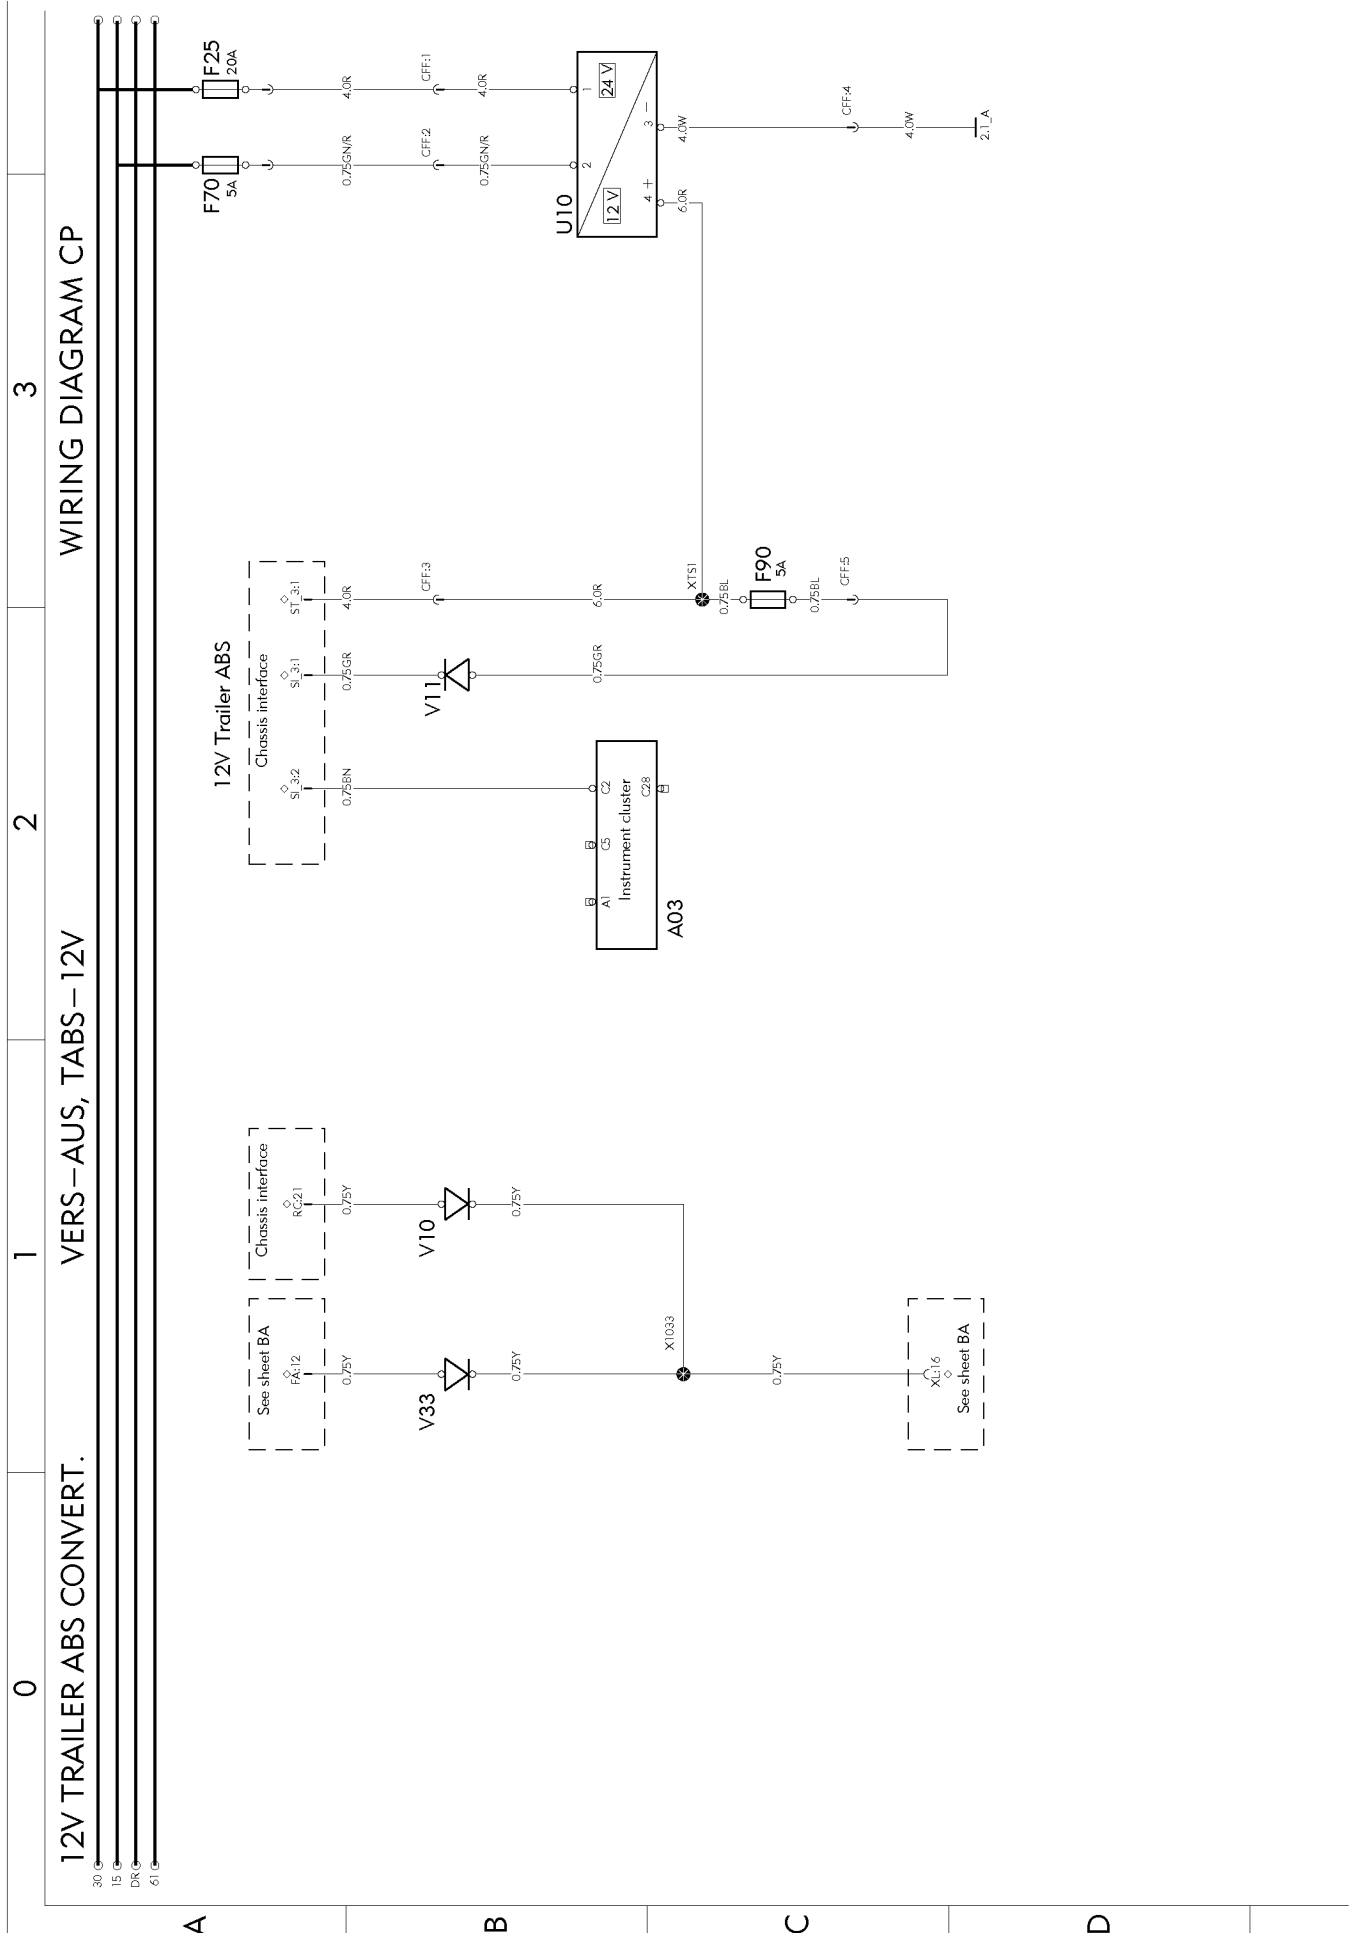 0
1
2
3
12V TRAILER ABS CONVERT.
VERS–AUS, TABS–12V
WIRING DIAGRAM CP
30
15
DR
61
A
B
C
D
See sheet BA
FA:12
0.75Y
V33
0.75Y
X1033
0.75Y
XL:16
See sheet BA
Chassis interface
RC:21
0.75Y
V10
0.75Y
12V Trailer ABS
Chassis interface
SI_3:2
SI_3:1
ST_3:1
0.75BN
0.75GR
4.0R
V11
CFF:3
0.75GR
6.0R
A1
C5
C2
Instrument cluster
C28
A03
XTS1
0.75BL
F90
5A
0.75BL
CFF:5
F70
5A
F25
20A
0.75GN/R
4.0R
CFF:2
CFF:1
0.75GN/R
4.0R
U10
2
1
12 V
24 V
4 +
3 –
6.0R
4.0W
CFF:4
4.0W
2.1_A